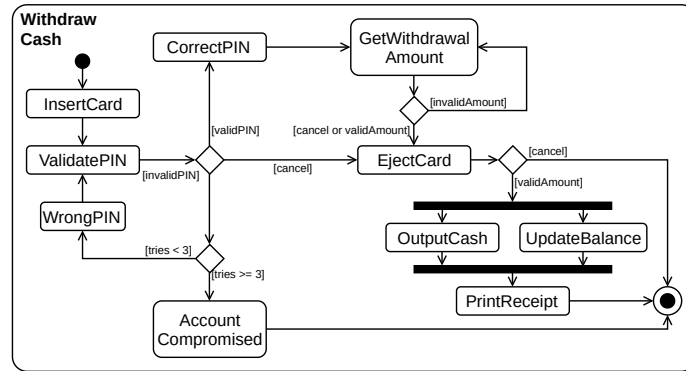 Withdraw
Cash
CorrectPIN
GetWithdrawal
Amount
InsertCard
[invalidAmount]
[validPIN]
[cancel or validAmount]
[cancel]
ValidatePIN
[invalidPIN]
[cancel]
EjectCard
[validAmount]
WrongPIN
OutputCash
UpdateBalance
[tries < 3]
[tries >= 3]
PrintReceipt
Account
Compromised